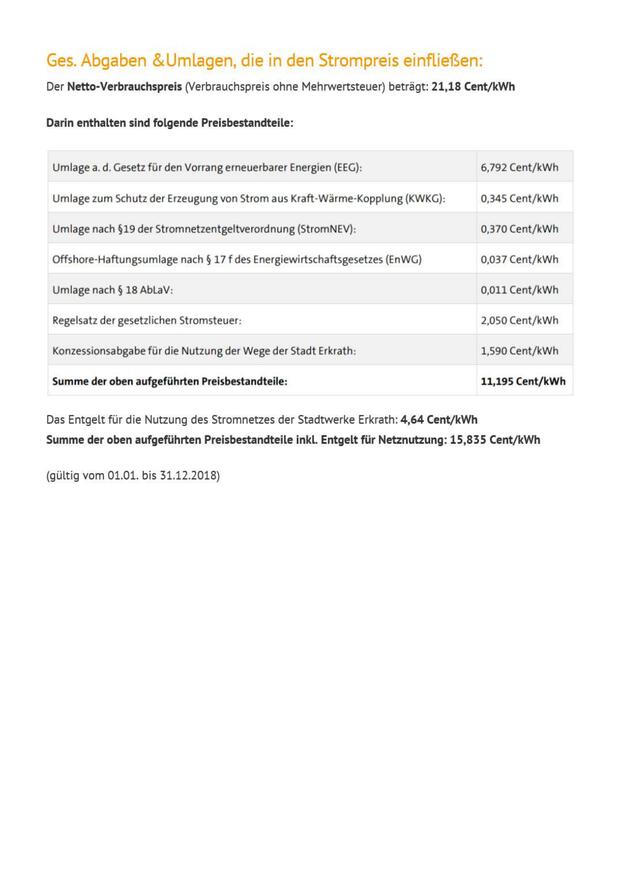 Ges. Abgaben &Umlagen, die in den Strompreis einfließen:
Der Netto-Verbrauchspreis (Verbrauchspreis ohne Mehrwertsteuer) beträgt: 21,18 Cent/kWh
Darin enthalten sind folgende Preisbestandteile:
Umlage a. d. Gesetz für den Vorrang erneuerbarer Energien (EEG): 6,792 Cent/kWh
Umlage zum Schutz der Erzeugung von Strom aus Kraft-Wärme-Kopplung (KWKG): 0,345 Cent/kWh
Umlage nach §19 der Stromnetzentgeltverordnung (StromNEV): 0,370 Cent/kWh
Offshore-Haftungsumlage nach § 17 f des Energiewirtschaftsgesetzes (EnWG) 0,037 Cent/kWh
Umlage nach § 18 AbLaV: 0,011 Cent/kWh
Regelsatz der gesetzlichen Stromsteuer: 2,050 Cent/kWh
Konzessionsabgabe für die Nutzung der Wege der Stadt Erkrath: 1,590 Cent/kWh
Summe der oben aufgeführten Preisbestandteile: 11,195 Cent/kWh
Das Entgelt für die Nutzung des Stromnetzes der Stadtwerke Erkrath: 4,64 Cent/kWh
Summe der oben aufgeführten Preisbestandteile inkl. Entgelt für Netznutzung: 15,835 Cent/kWh
(gültig vom 01.01. bis 31.12.2018)